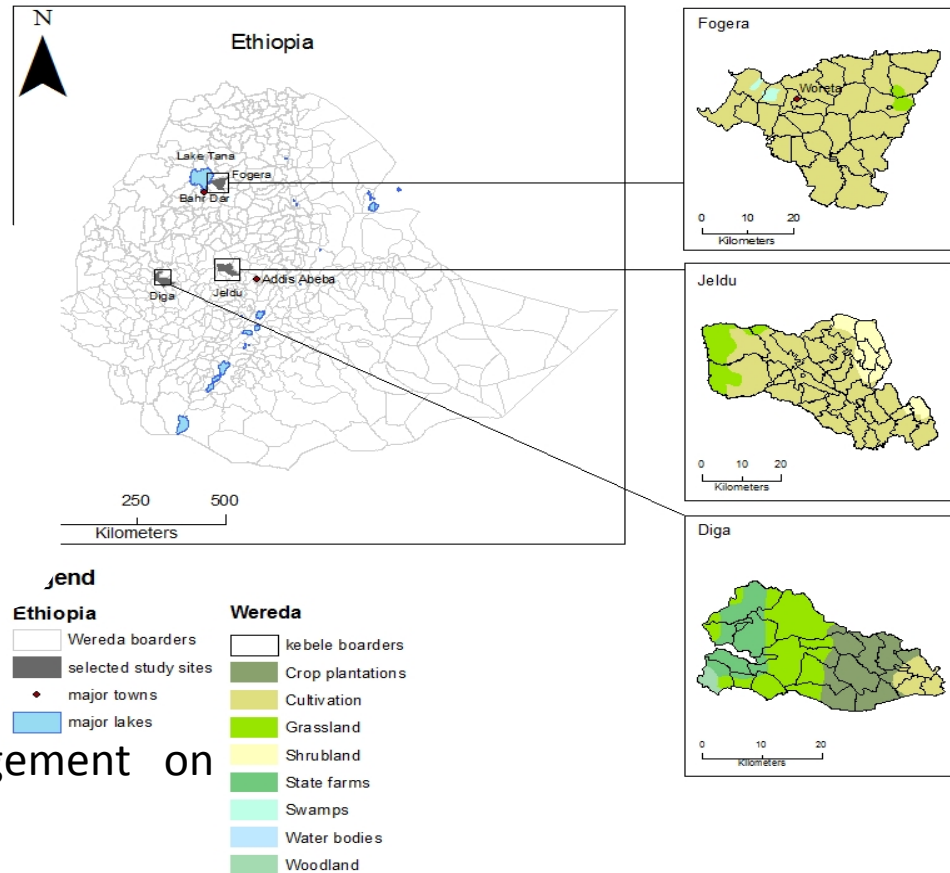 N
Ethiopia
Lake Tana
Fogera
Bahr Dar
Addis Abeba
Diga
Jeldu
250 500
Kilometers
Fogera
Woreta
0 10 20
Kilometers
Jeldu
0 10 20
Kilometers
Diga
0 10 20
Kilometers
gend
Ethiopia
Wereda boarders
selected study sites
major towns
major lakes
Wereda
kebele boarders
Crop plantations
Cultivation
Grassland
Shrubland
State farms
Swamps
Water bodies
Woodland
gement on